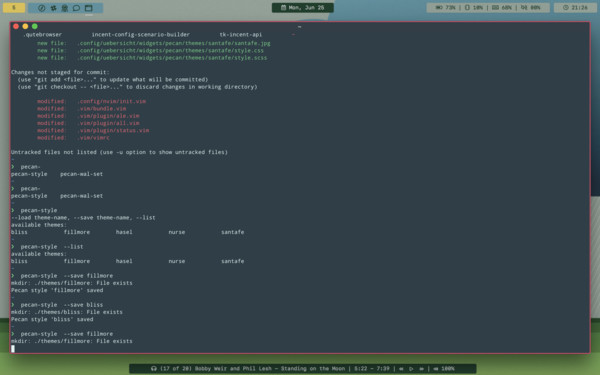 5
Mon, Jun 26
73% | 18% | 68% | 00%
21:26
~
.qutebrowser incent-config-scenario-builder tk-incent-api
new file: .config/uebersicht/widgets/pecan/themes/santafe/santafe.jpg
new file: .config/uebersicht/widgets/pecan/themes/santafe/style.css
new file: .config/uebersicht/widgets/pecan/themes/santafe/style.scss
Changes not staged for commit:
(use "git add <file>..." to update what will be committed)
(use "git checkout -- <file>..." to discard changes in working directory)
modified: .config/nvim/init.vim
modified: .vim/bundle.vim
modified: .vim/plugin/ale.vim
modified: .vim/plugin/all.vim
modified: .vim/plugin/status.vim
modified: .vim/vimrc
Untracked files not listed (use -u option to show untracked files)
~
❯ pecan-
pecan-style pecan-wal-set
~
❯ pecan-
pecan-style pecan-wal-set
~
❯ pecan-style
--load theme-name, --save theme-name, --list
available themes:
bliss fillmore hasel nurse santafe
~
❯ pecan-style --list
available themes:
bliss fillmore hasel nurse santafe
~
❯ pecan-style --save fillmore
mkdir: ./themes/fillmore: File exists
Pecan style 'fillmore' saved
~
❯ pecan-style --save bliss
mkdir: ./themes/bliss: File exists
Pecan style 'bliss' saved
~
❯ pecan-style --save fillmore
mkdir: ./themes/fillmore: File exists
(17 of 20) Bobby Weir and Phil Lesh – Standing on the Moon | 5:22 – 7:39 | 100%